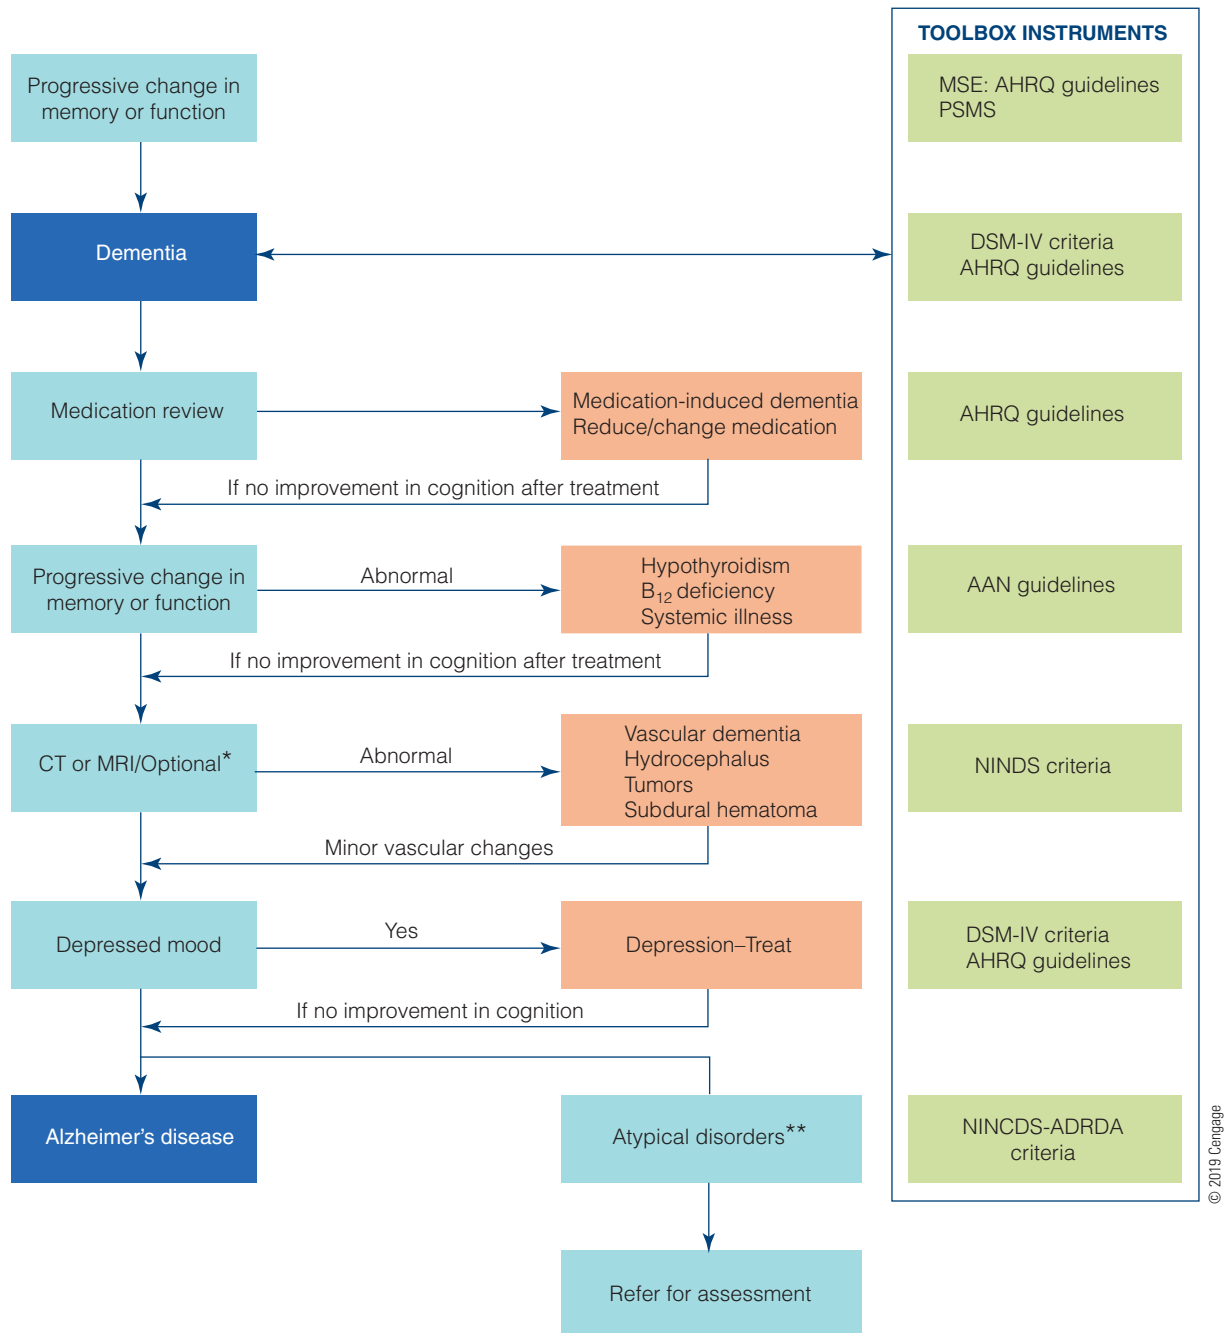 TOOLBOX INSTRUMENTS
Progressive change in
memory or function
MSE: AHRQ guidelines
PSMS
Dementia
DSM-IV criteria
AHRQ guidelines
Medication review
Medication-induced dementia
Reduce/change medication
AHRQ guidelines
If no improvement in cognition after treatment
Progressive change in
memory or function
Abnormal
Hypothyroidism
B12 deficiency
Systemic illness
AAN guidelines
If no improvement in cognition after treatment
CT or MRI/Optional*
Abnormal
Vascular dementia
Hydrocephalus
Tumors
Subdural hematoma
NINDS criteria
Minor vascular changes
Depressed mood
Yes
Depression–Treat
DSM-IV criteria
AHRQ guidelines
If no improvement in cognition
Alzheimer's disease
Atypical disorders**
NINCDS-ADRDA
criteria
Refer for assessment
© 2019 Cengage